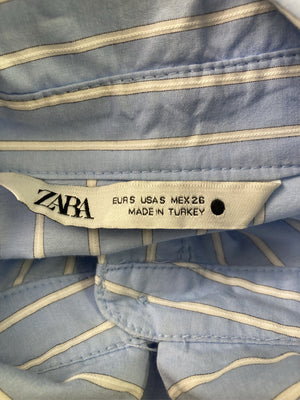 ZARA
EUR S USA S MEX 26
MADE IN TURKEY